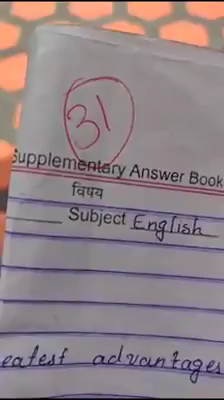 31
Supplementary Answer Book
विषय
Subject English
eatest advantages